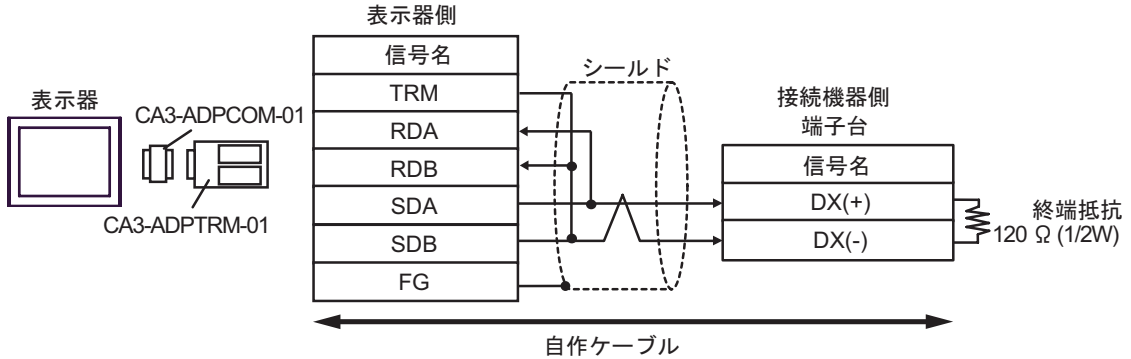 表示器
CA3-ADPCOM-01
CA3-ADPTRM-01
表示器側
信号名
TRM
RDA
RDB
SDA
SDB
FG
シールド
接続機器側
端子台
信号名
DX(+)
DX(-)
終端抵抗
120 Ω (1/2W)
自作ケーブル